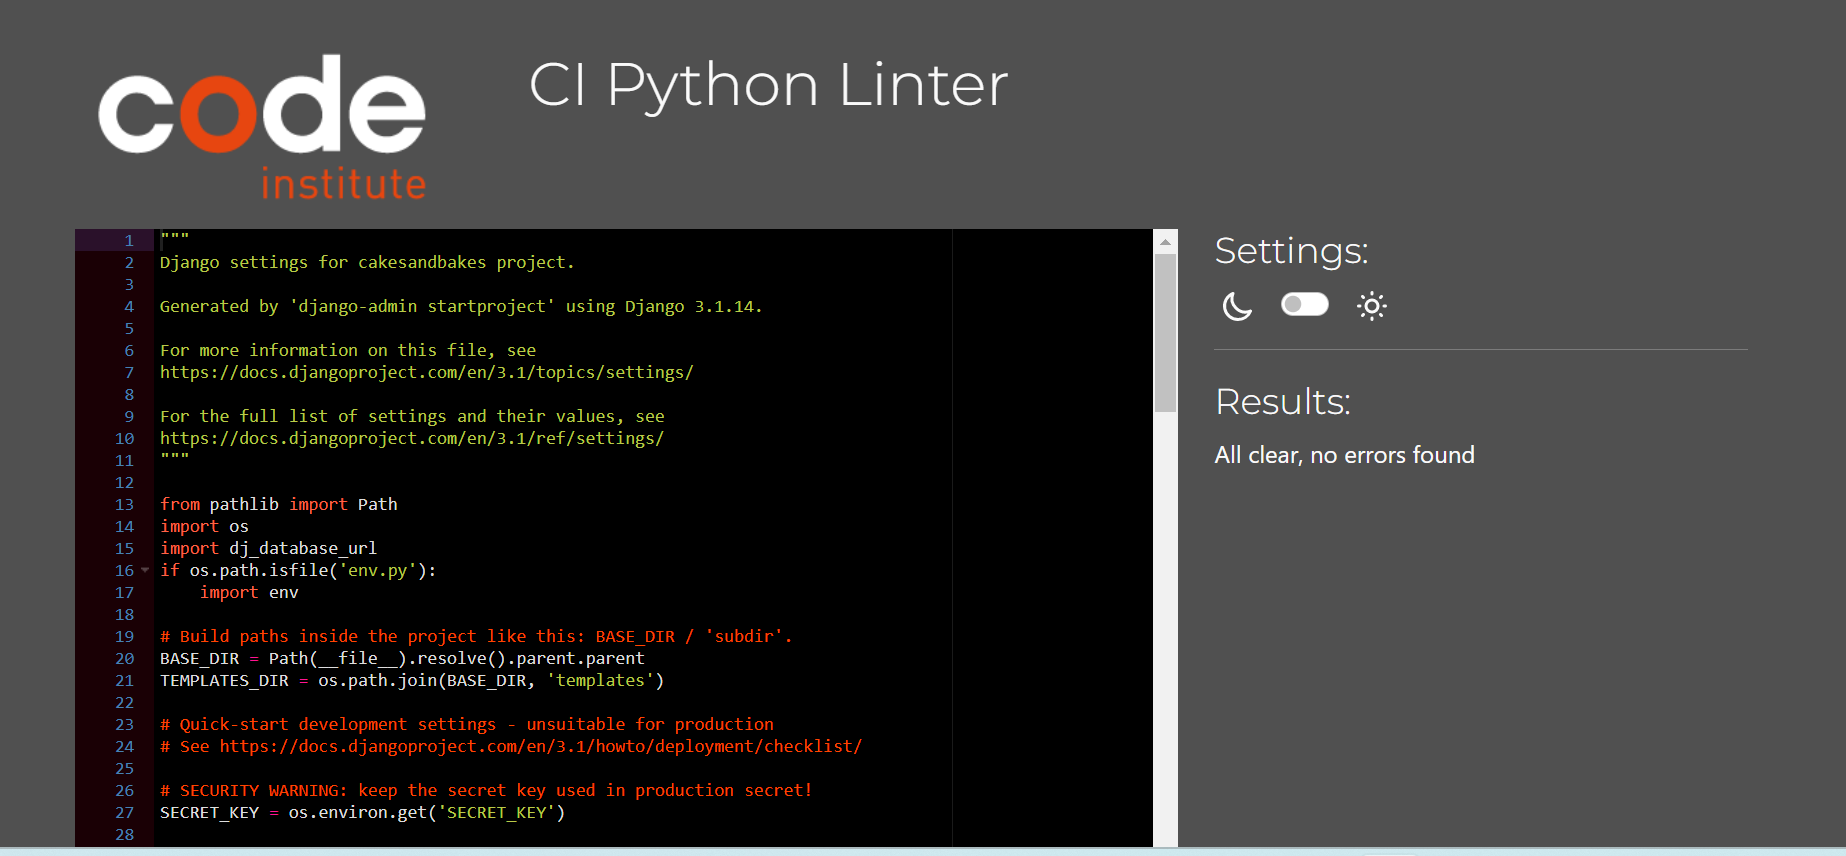 code
institute
CI Python Linter
1 """
2 Django settings for cakesandbakes project.
3
4 Generated by 'django-admin startproject' using Django 3.1.14.
5
6 For more information on this file, see
7 https://docs.djangoproject.com/en/3.1/topics/settings/
8
9 For the full list of settings and their values, see
10 https://docs.djangoproject.com/en/3.1/ref/settings/
11 """
12
13 from pathlib import Path
14 import os
15 import dj_database_url
16 if os.path.isfile('env.py'):
17     import env
18
19 # Build paths inside the project like this: BASE_DIR / 'subdir'.
20 BASE_DIR = Path(__file__).resolve().parent.parent
21 TEMPLATES_DIR = os.path.join(BASE_DIR, 'templates')
22
23 # Quick-start development settings - unsuitable for production
24 # See https://docs.djangoproject.com/en/3.1/howto/deployment/checklist/
25
26 # SECURITY WARNING: keep the secret key used in production secret!
27 SECRET_KEY = os.environ.get('SECRET_KEY')
28
Settings:
Results:
All clear, no errors found